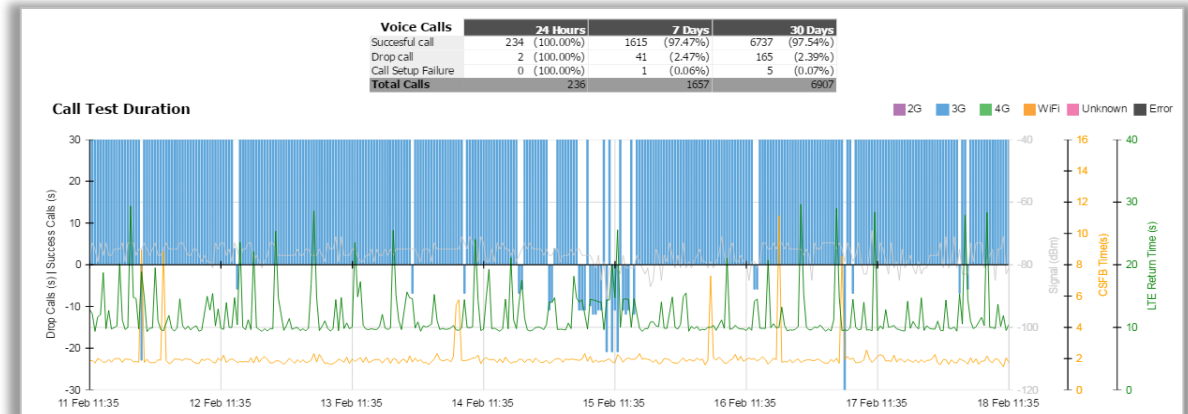 Voice Calls 24 Hours 7 Days 30 Days
Succesful call 234 (100.00%) 1615 (97.47%) 6737 (97.54%)
Drop call 2 (100.00%) 41 (2.47%) 165 (2.39%)
Call Setup Failure 0 (100.00%) 1 (0.06%) 5 (0.07%)
Total Calls 236 1657 6907
Call Test Duration
2G 3G 4G WiFi Unknown Error
Drop Calls (s) | Success Calls (s)
30
20
10
0
-10
-20
-30
-40
-60
-80
-100
-120
Signal (dBm)
16
14
12
10
8
6
4
2
0
CSFB Time(s)
40
30
20
10
0
LTE Return Time (s)
11 Feb 11:35 12 Feb 11:35 13 Feb 11:35 14 Feb 11:35 15 Feb 11:35 16 Feb 11:35 17 Feb 11:35 18 Feb 11:35